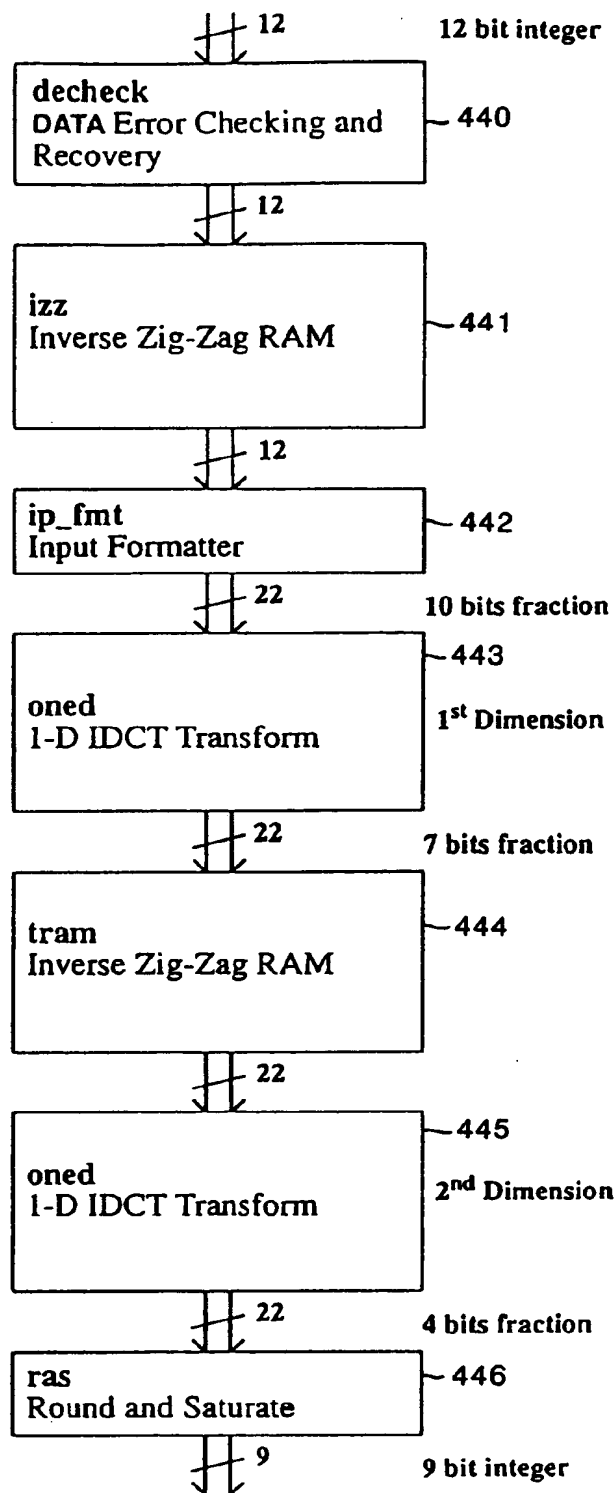 12
12 bit integer
decheck
DATA Error Checking and
Recovery
440
12
izz
Inverse Zig-Zag RAM
441
12
ip_fmt
Input Formatter
442
22
10 bits fraction
443
oned
1-D IDCT Transform
1st Dimension
22
7 bits fraction
tram
Inverse Zig-Zag RAM
444
22
445
oned
1-D IDCT Transform
2nd Dimension
22
4 bits fraction
ras
Round and Saturate
446
9
9 bit integer